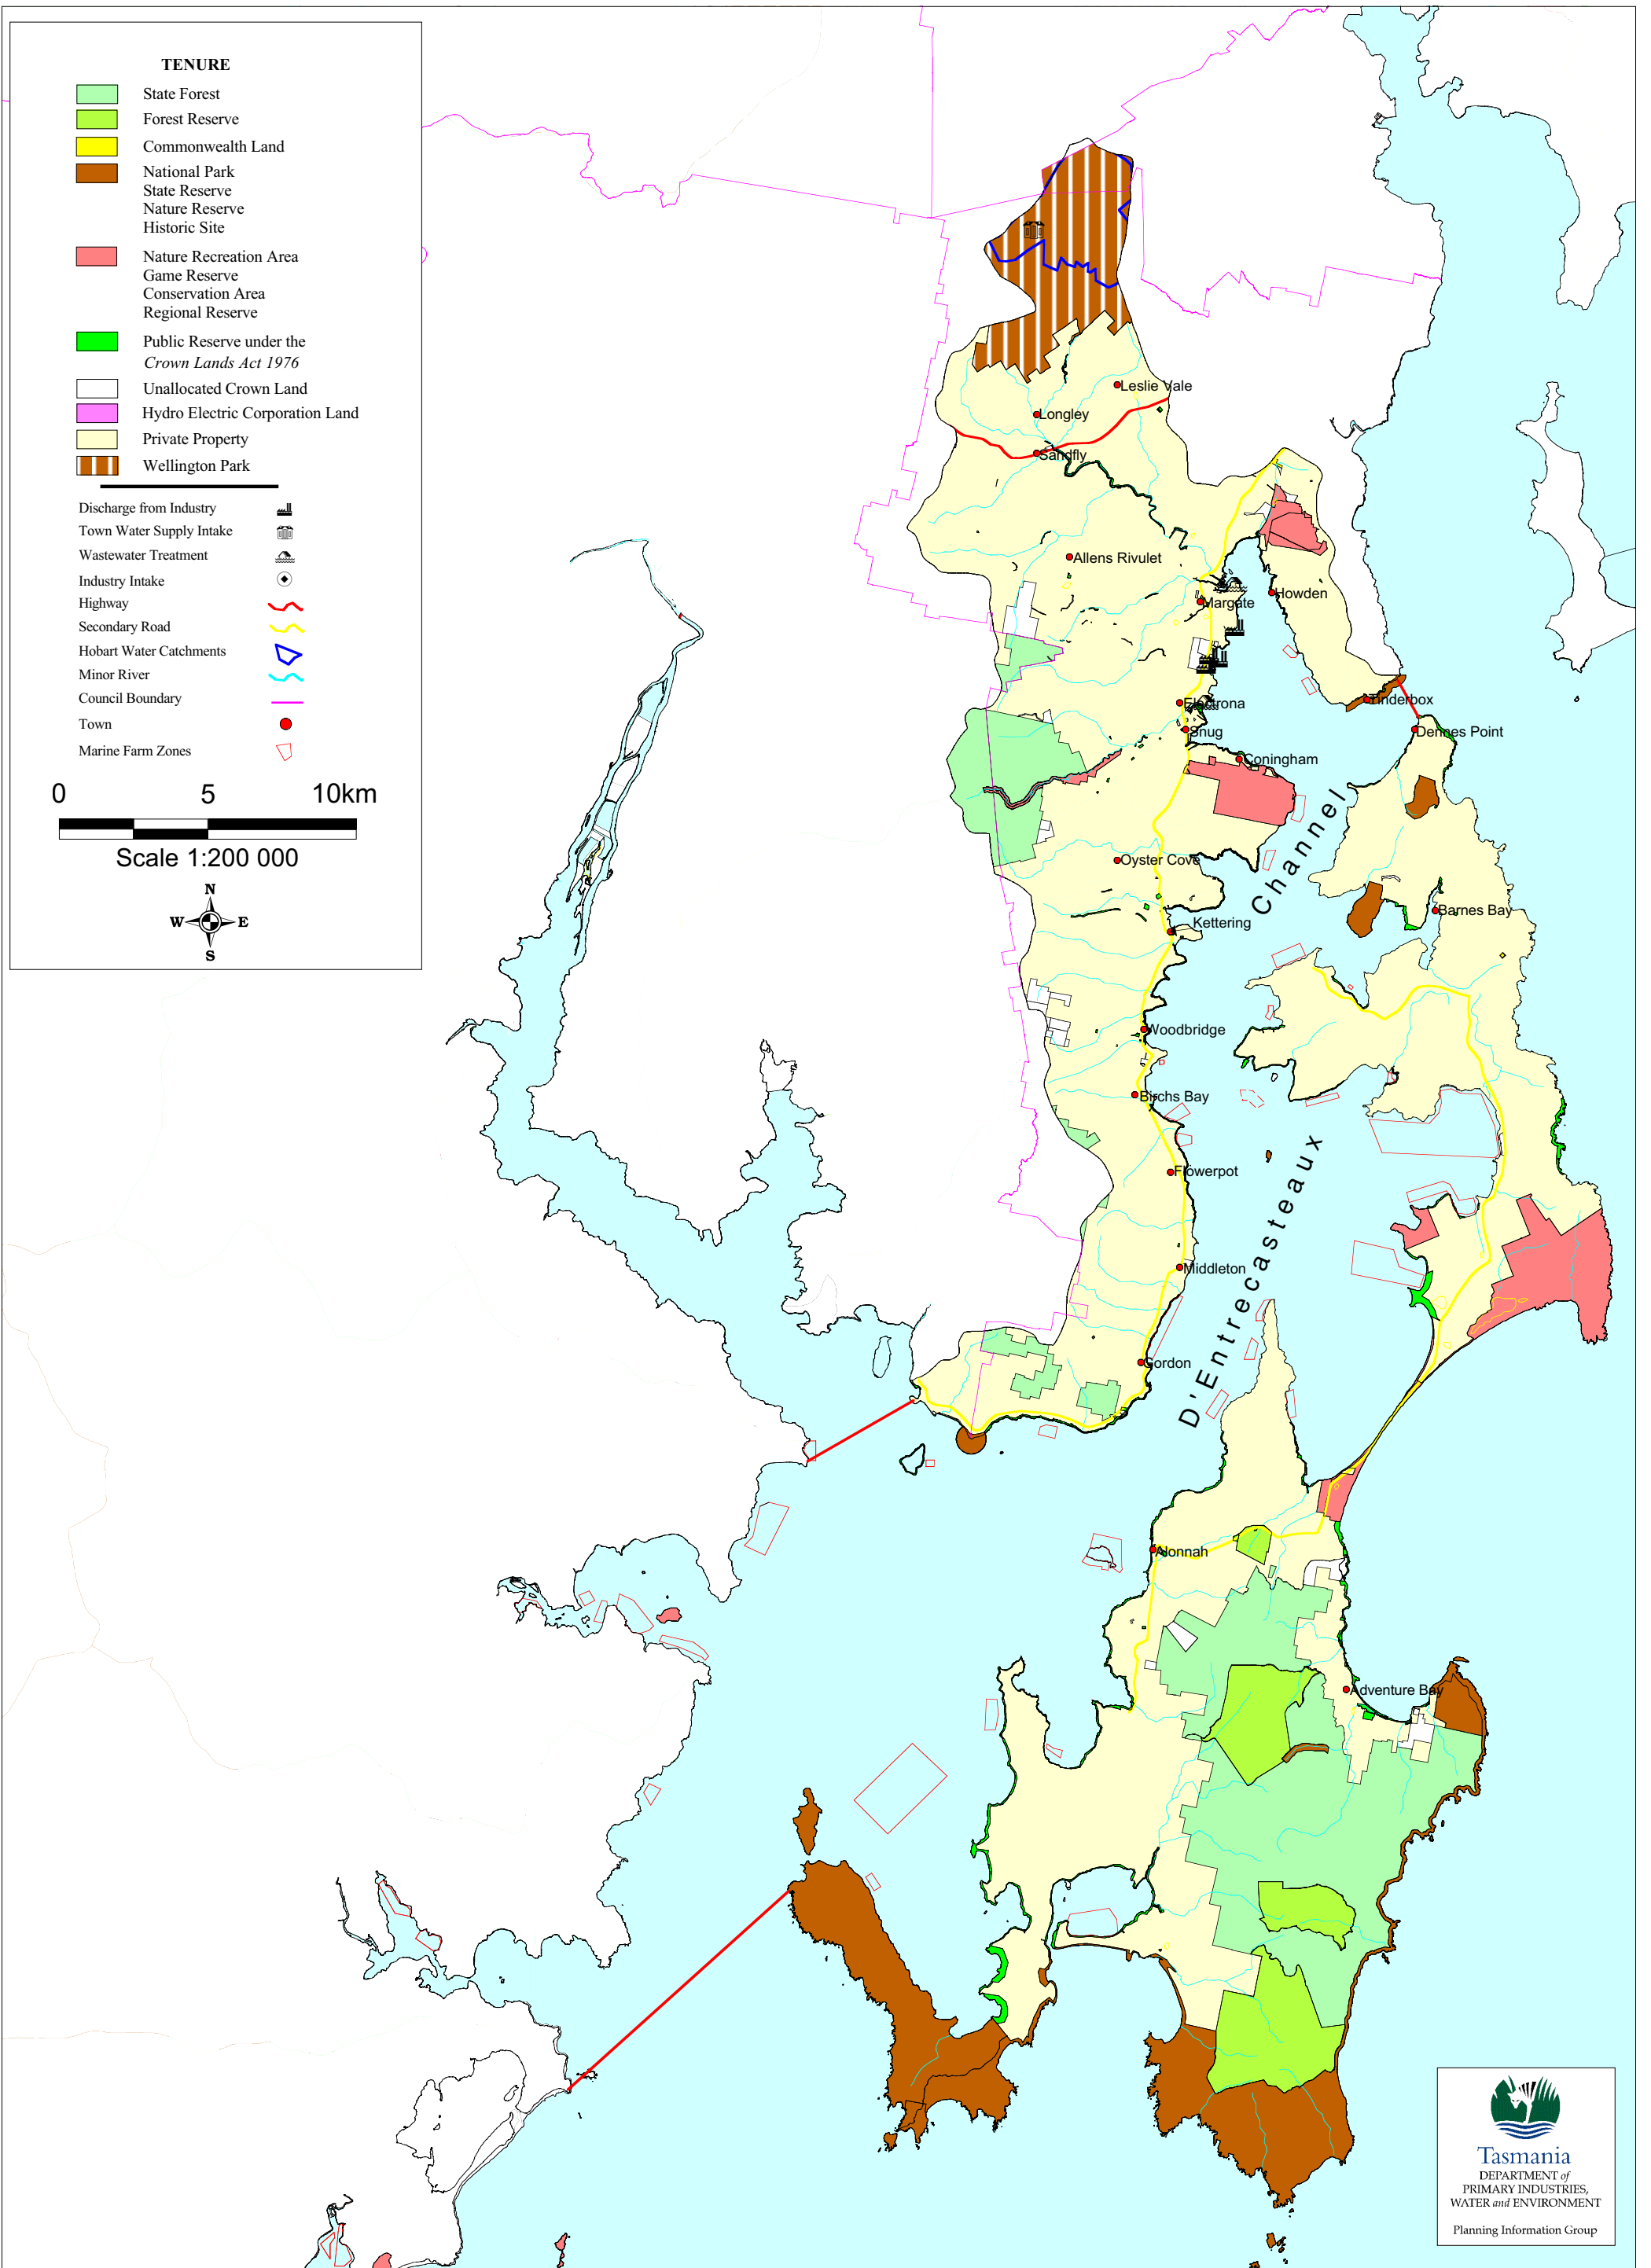 TENURE
State Forest
Forest Reserve
Commonwealth Land
National Park
State Reserve
Nature Reserve
Historic Site
Nature Recreation Area
Game Reserve
Conservation Area
Regional Reserve
Public Reserve under the
Crown Lands Act 1976
Unallocated Crown Land
Hydro Electric Corporation Land
Private Property
Wellington Park
Discharge from Industry
Town Water Supply Intake
Wastewater Treatment
Industry Intake
Highway
Secondary Road
Hobart Water Catchments
Minor River
Council Boundary
Town
Marine Farm Zones
0 5 10km
Scale 1:200 000
N
W E
S
Leslie Vale
Longley
Sandfly
Allens Rivulet
Margate
Howden
Electrona
Tinderbox
Snug
Dennes Point
Coningham
Oyster Cove
Barnes Bay
Kettering
Woodbridge
Birchs Bay
Flowerpot
Middleton
Gordon
D'Entrecasteaux Channel
Alonnah
Adventure Bay
Tasmania
DEPARTMENT of
PRIMARY INDUSTRIES,
WATER and ENVIRONMENT
Planning Information Group